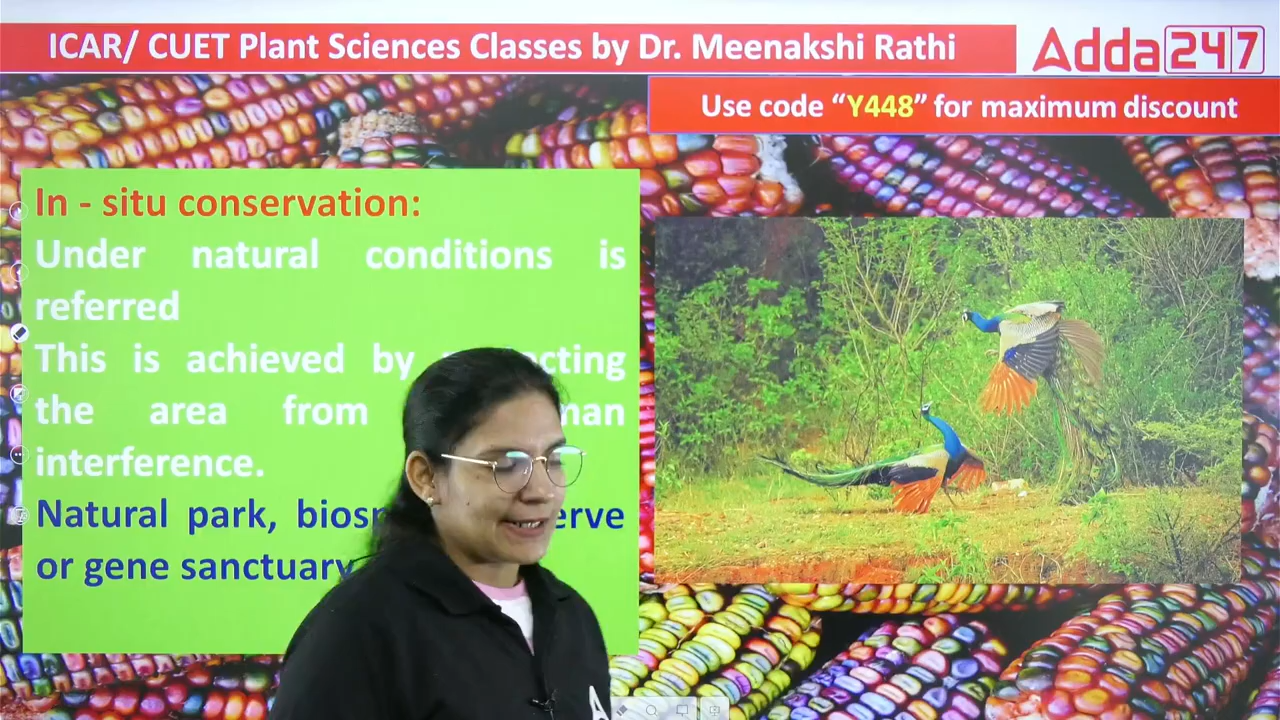 ICAR/ CUET Plant Sciences Classes by Dr. Meenakshi Rathi
Adda247
Use code “Y448” for maximum discount
In - situ conservation:
Under natural conditions is
referred
This is achieved by
the area from
interference.
Natural park,
or gene sanctuary